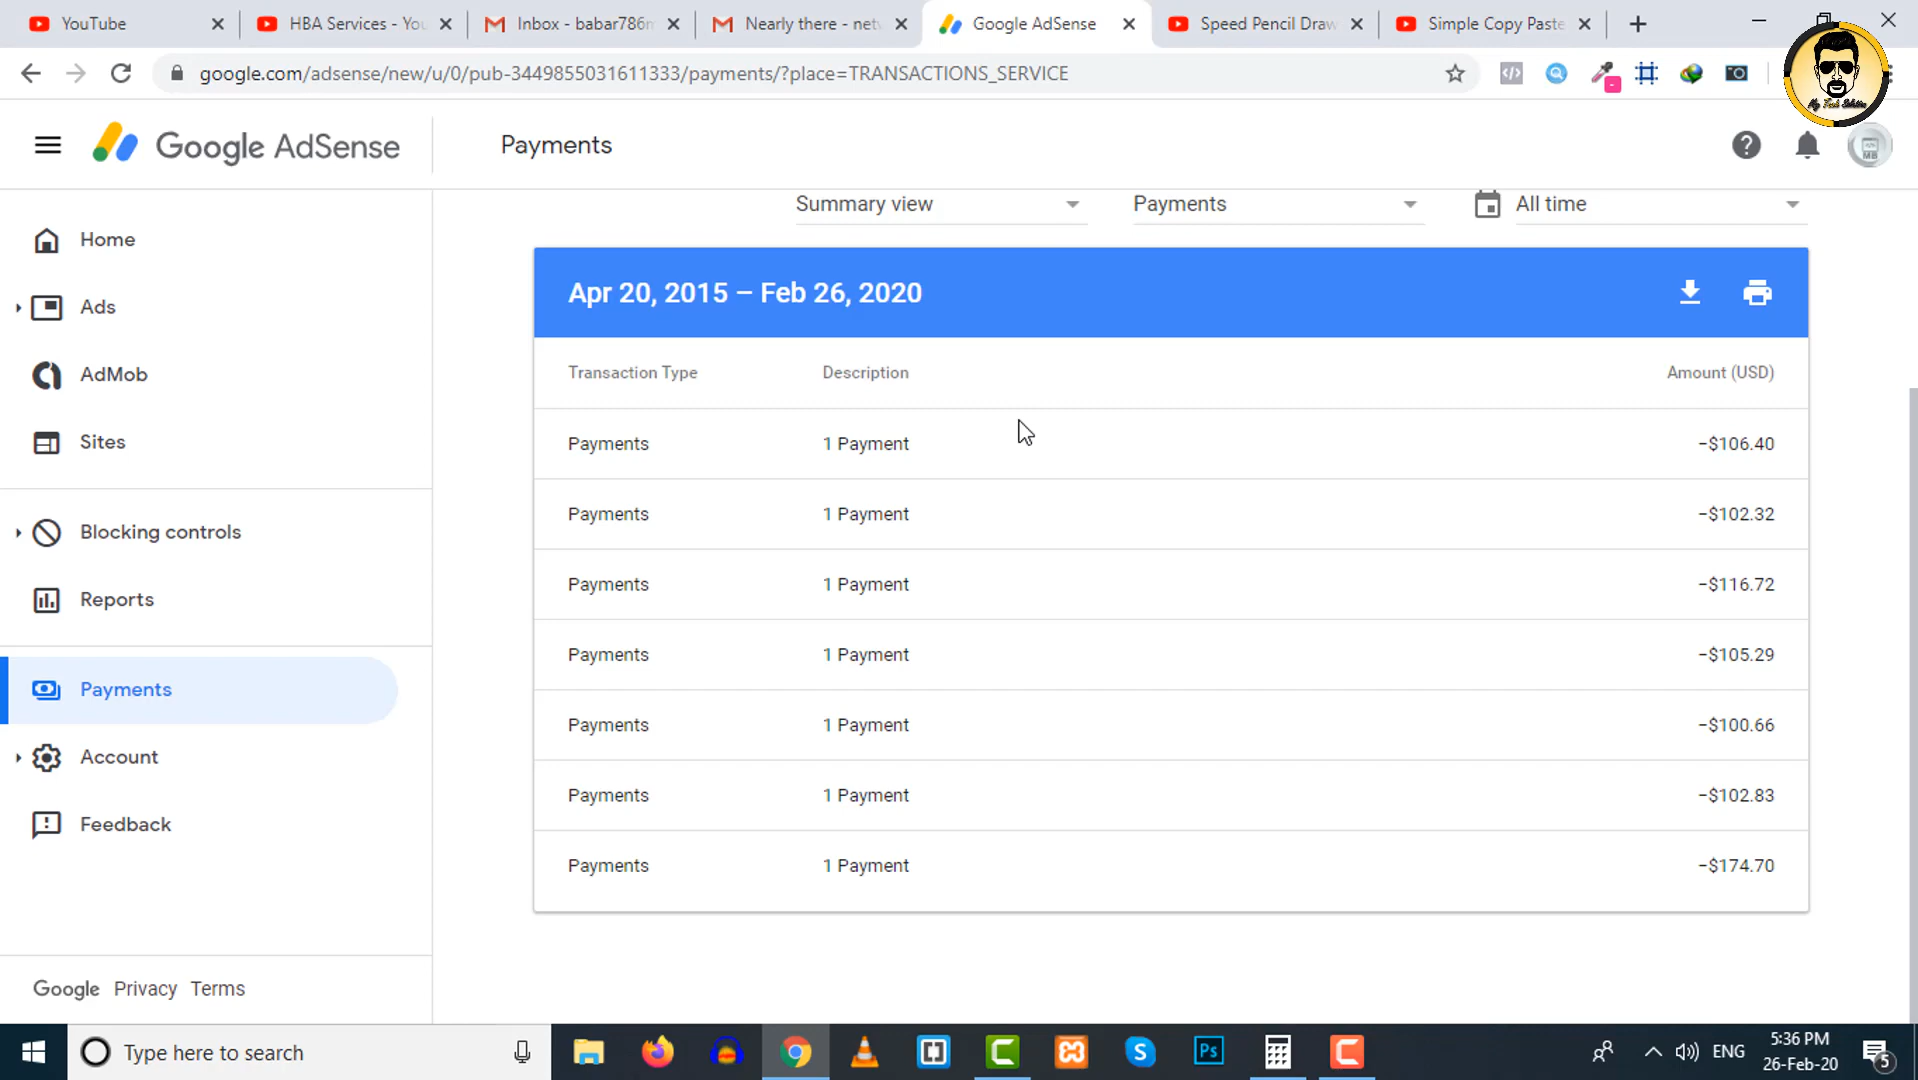 YouTube
HBA Services - You
Inbox - babar786m
Nearly there - netw
Google AdSense
Speed Pencil Draw
Simple Copy Paste
google.com/adsense/new/u/0/pub-3449855031611333/payments/?place=TRANSACTIONS_SERVICE
Google AdSense
Payments
Home
Ads
AdMob
Sites
Blocking controls
Reports
Payments
Account
Feedback
Google Privacy Terms
Summary view
Payments
All time
Apr 20, 2015 – Feb 26, 2020
Transaction Type Description Amount (USD)
Payments 1 Payment −$106.40
Payments 1 Payment −$102.32
Payments 1 Payment −$116.72
Payments 1 Payment −$105.29
Payments 1 Payment −$100.66
Payments 1 Payment −$102.83
Payments 1 Payment −$174.70
Type here to search
Ps
ENG
5:36 PM
26-Feb-20
5